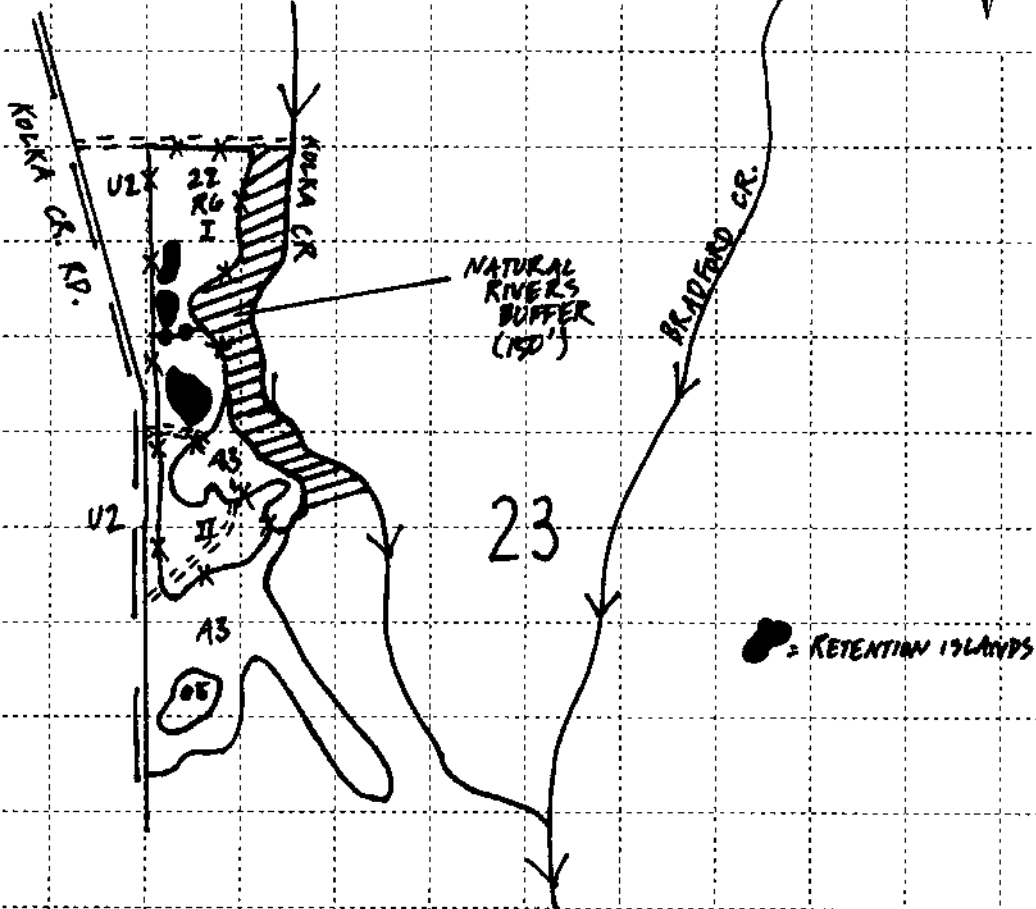 KOLKA CR. RD.
U2
22
RG
I
KOLKA CR
NATURAL
RIVERS
BUFFER
(150')
BRADFORD CR.
A3
U2
II
23
A3
= RETENTION ISLANDS